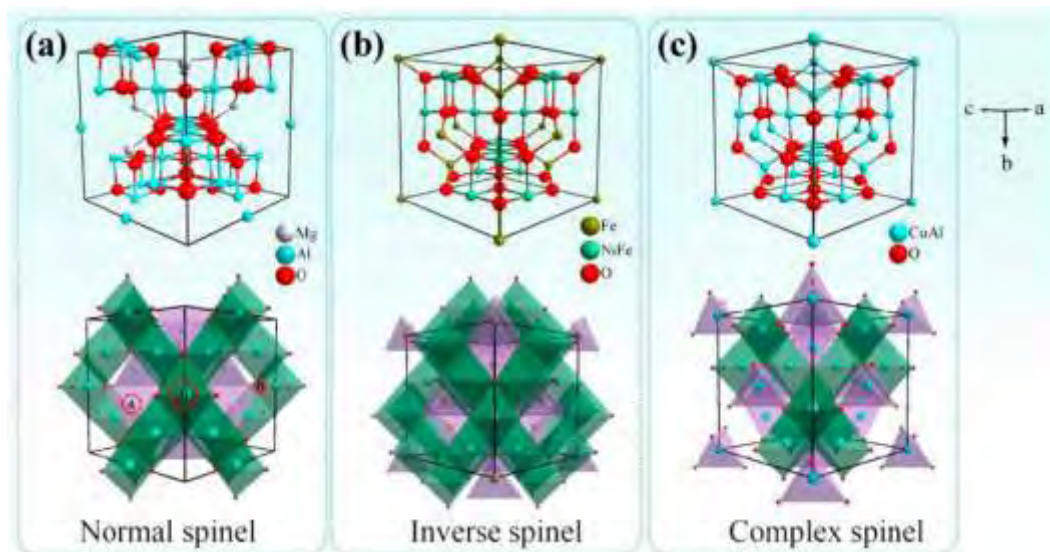 (a)
Mg
Al
O
A
B
Normal spinel
(b)
Fe
NiFe
O
Inverse spinel
(c)
CuAl
O
Complex spinel
c
a
b